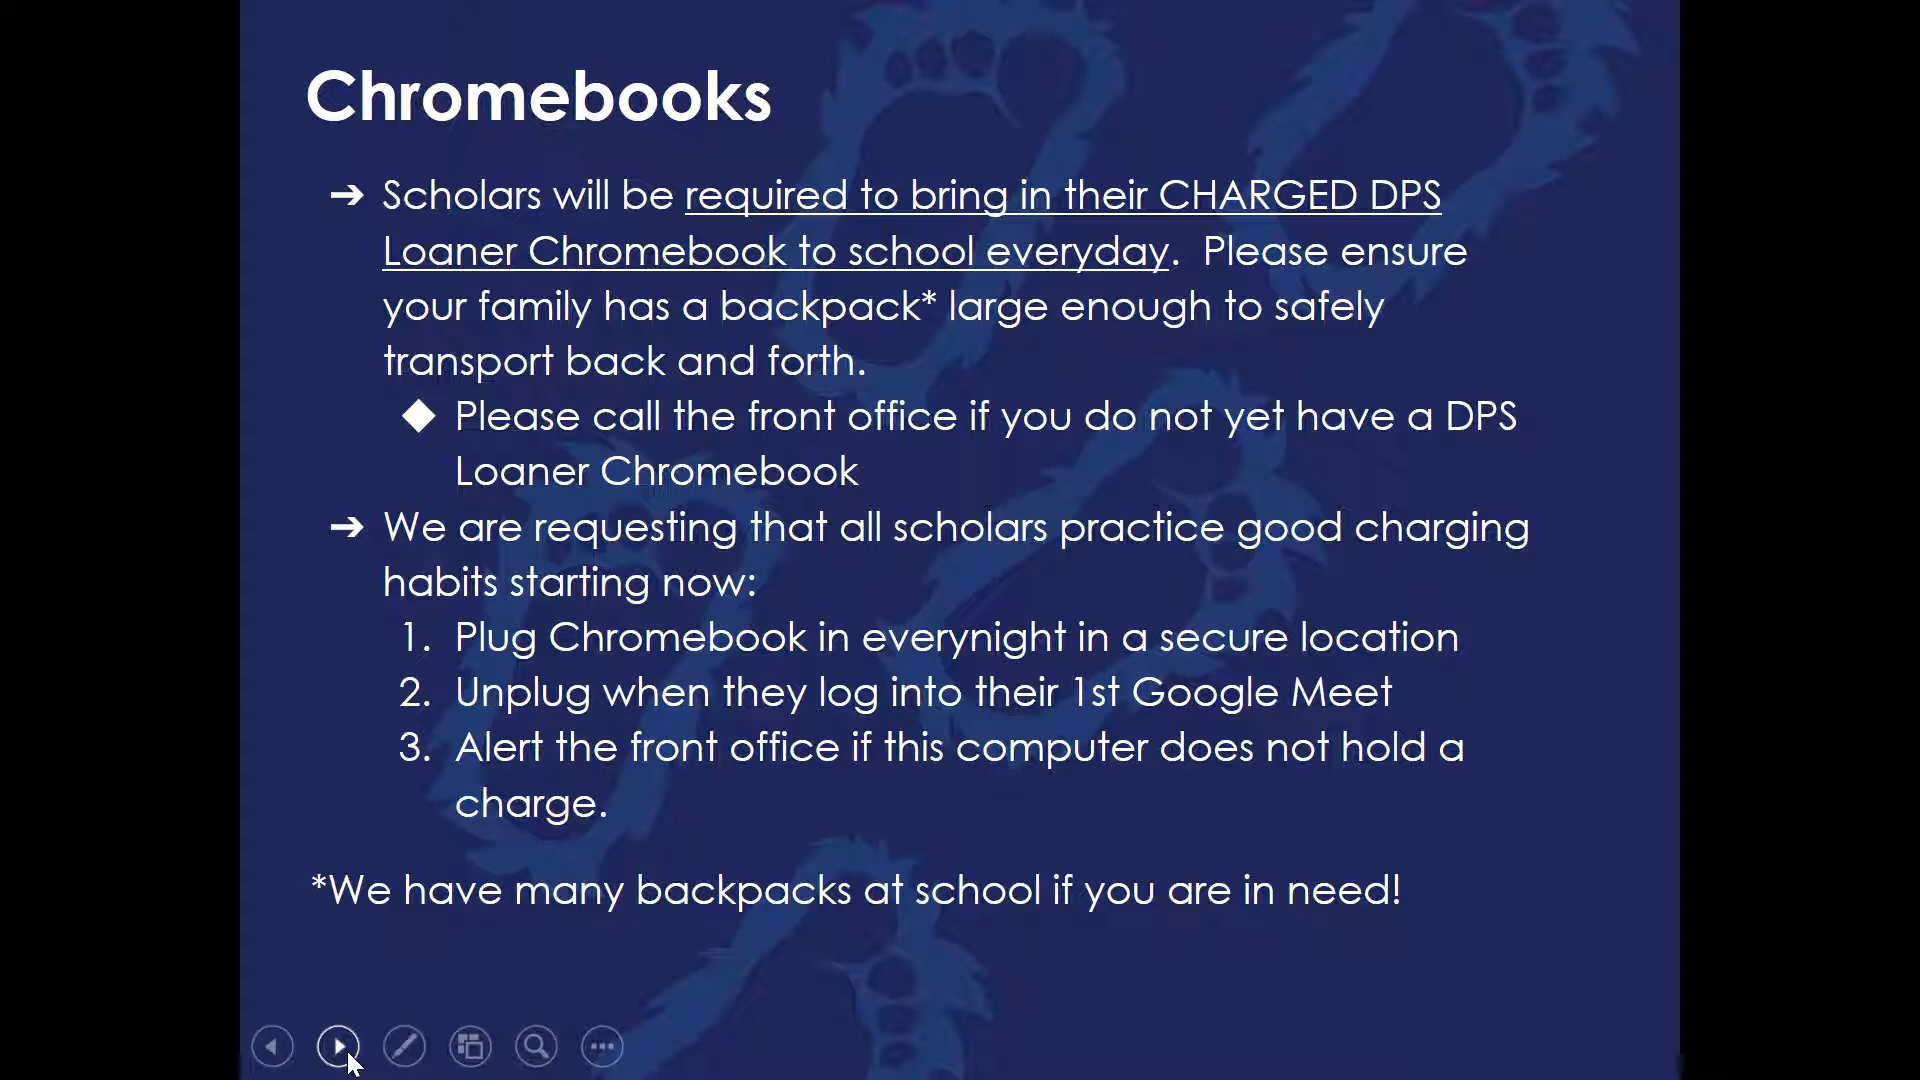 Chromebooks
➔ Scholars will be required to bring in their CHARGED DPS
Loaner Chromebook to school everyday.  Please ensure
your family has a backpack* large enough to safely
transport back and forth.
◆ Please call the front office if you do not yet have a DPS
Loaner Chromebook
➔ We are requesting that all scholars practice good charging
habits starting now:
1. Plug Chromebook in everynight in a secure location
2. Unplug when they log into their 1st Google Meet
3. Alert the front office if this computer does not hold a
charge.
*We have many backpacks at school if you are in need!